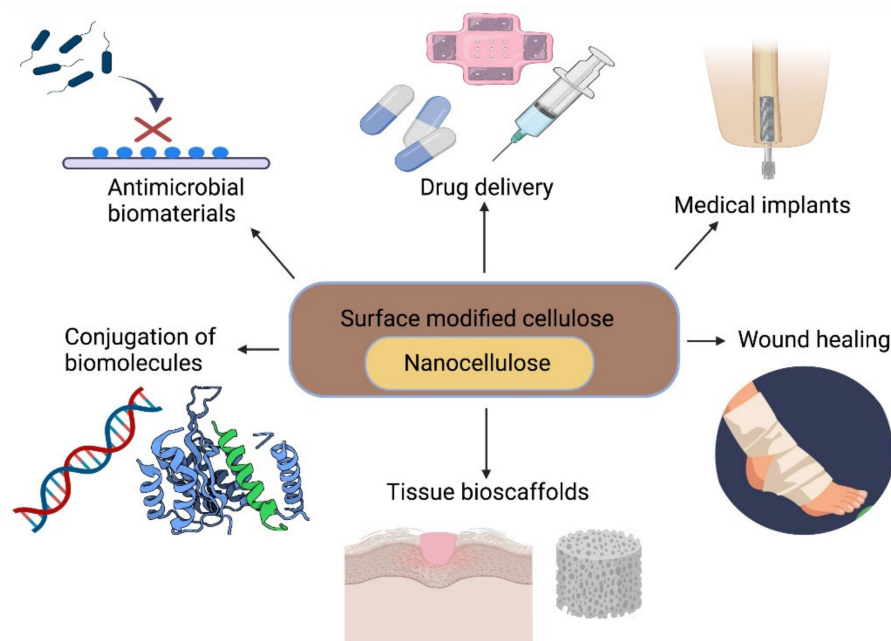 Antimicrobial
biomaterials
Drug delivery
Medical implants
Surface modified cellulose
Nanocellulose
Conjugation of
biomolecules
Wound healing
Tissue bioscaffolds